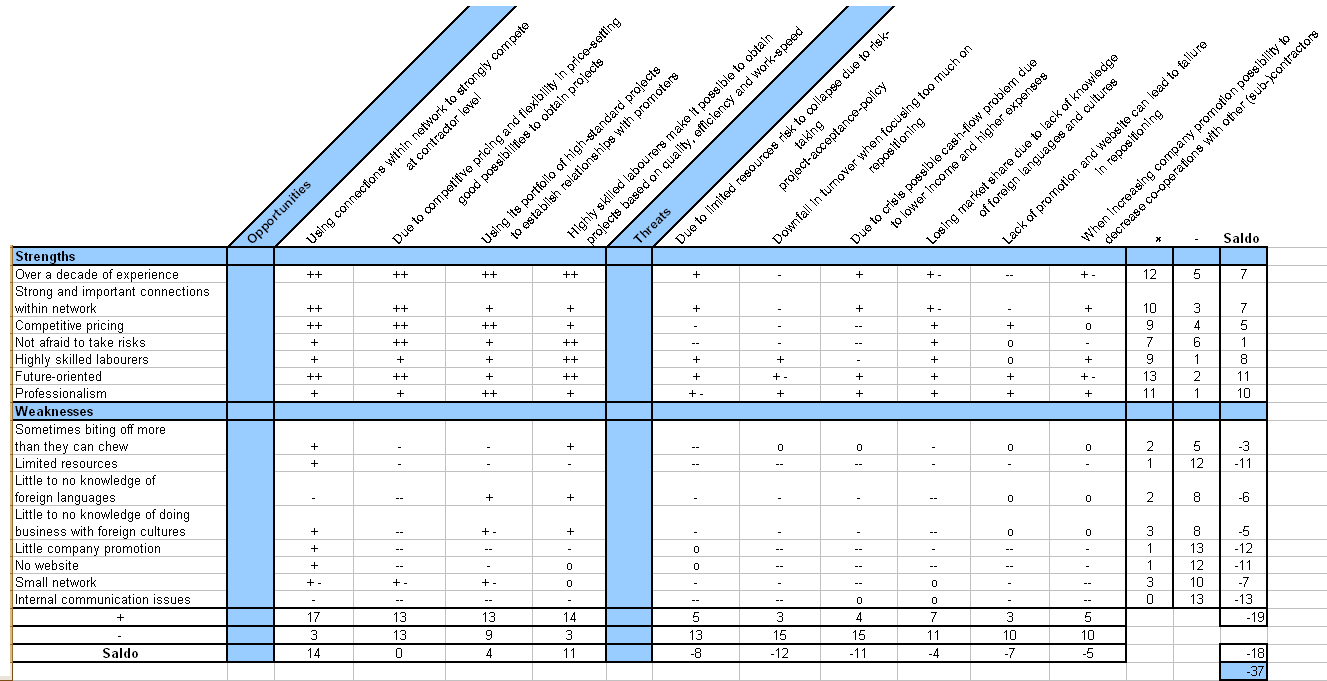 Opportunities
Using connections within network to strongly compete
at contractor level
Due to competitive pricing and flexibility in price-setting
good possibilities to obtain projects
Using its portfolio of high-standard projects
to establish relationships with promoters
Highly skilled labourers make it possible to obtain
projects based on quality, efficiency and work-speed
Threats
Due to limited resources risk to collapse due to risk-
taking
project-acceptance-policy
Downfall in turnover when focusing too much on
repositioning
Due to crisis possible cash-flow problem due
to lower income and higher expenses
Losing market share due to lack of knowledge
of foreign languages and cultures
Lack of promotion and website can lead to failure
in repositioning
When increasing company promotion possibility to
decrease co-operations with other (sub-)contractors
× - Saldo
Strengths
Over a decade of experience ++ ++ ++ ++ + - + + - -- + - 12 5 7
Strong and important connections
within network ++ ++ + + + - + + - - + 10 3 7
Competitive pricing ++ ++ ++ + - - -- + + o 9 4 5
Not afraid to take risks + ++ + ++ -- - -- + o - 7 6 1
Highly skilled labourers + + + ++ + + - + o + 9 1 8
Future-oriented ++ ++ + ++ + + - + + + + - 13 2 11
Professionalism + + ++ + + - + + + + + 11 1 10
Weaknesses
Sometimes biting off more
than they can chew + - - + -- o o - o o 2 5 -3
Limited resources + - - - -- -- -- - - - 1 12 -11
Little to no knowledge of
foreign languages - -- + + - - - -- o o 2 8 -6
Little to no knowledge of doing
business with foreign cultures + -- + - + - - - -- o o 3 8 -5
Little company promotion + -- -- - o -- -- - -- -- 1 13 -12
No website + -- - o o -- -- - -- -- 1 12 -11
Small network + - + - + - o - - -- o - -- 3 10 -7
Internal communication issues - -- -- - -- -- o o - -- 0 13 -13
+ 17 13 13 14 5 3 4 7 3 5 -19
- 3 13 9 3 13 15 15 11 10 10
Saldo 14 0 4 11 -8 -12 -11 -4 -7 -5 -18
-37